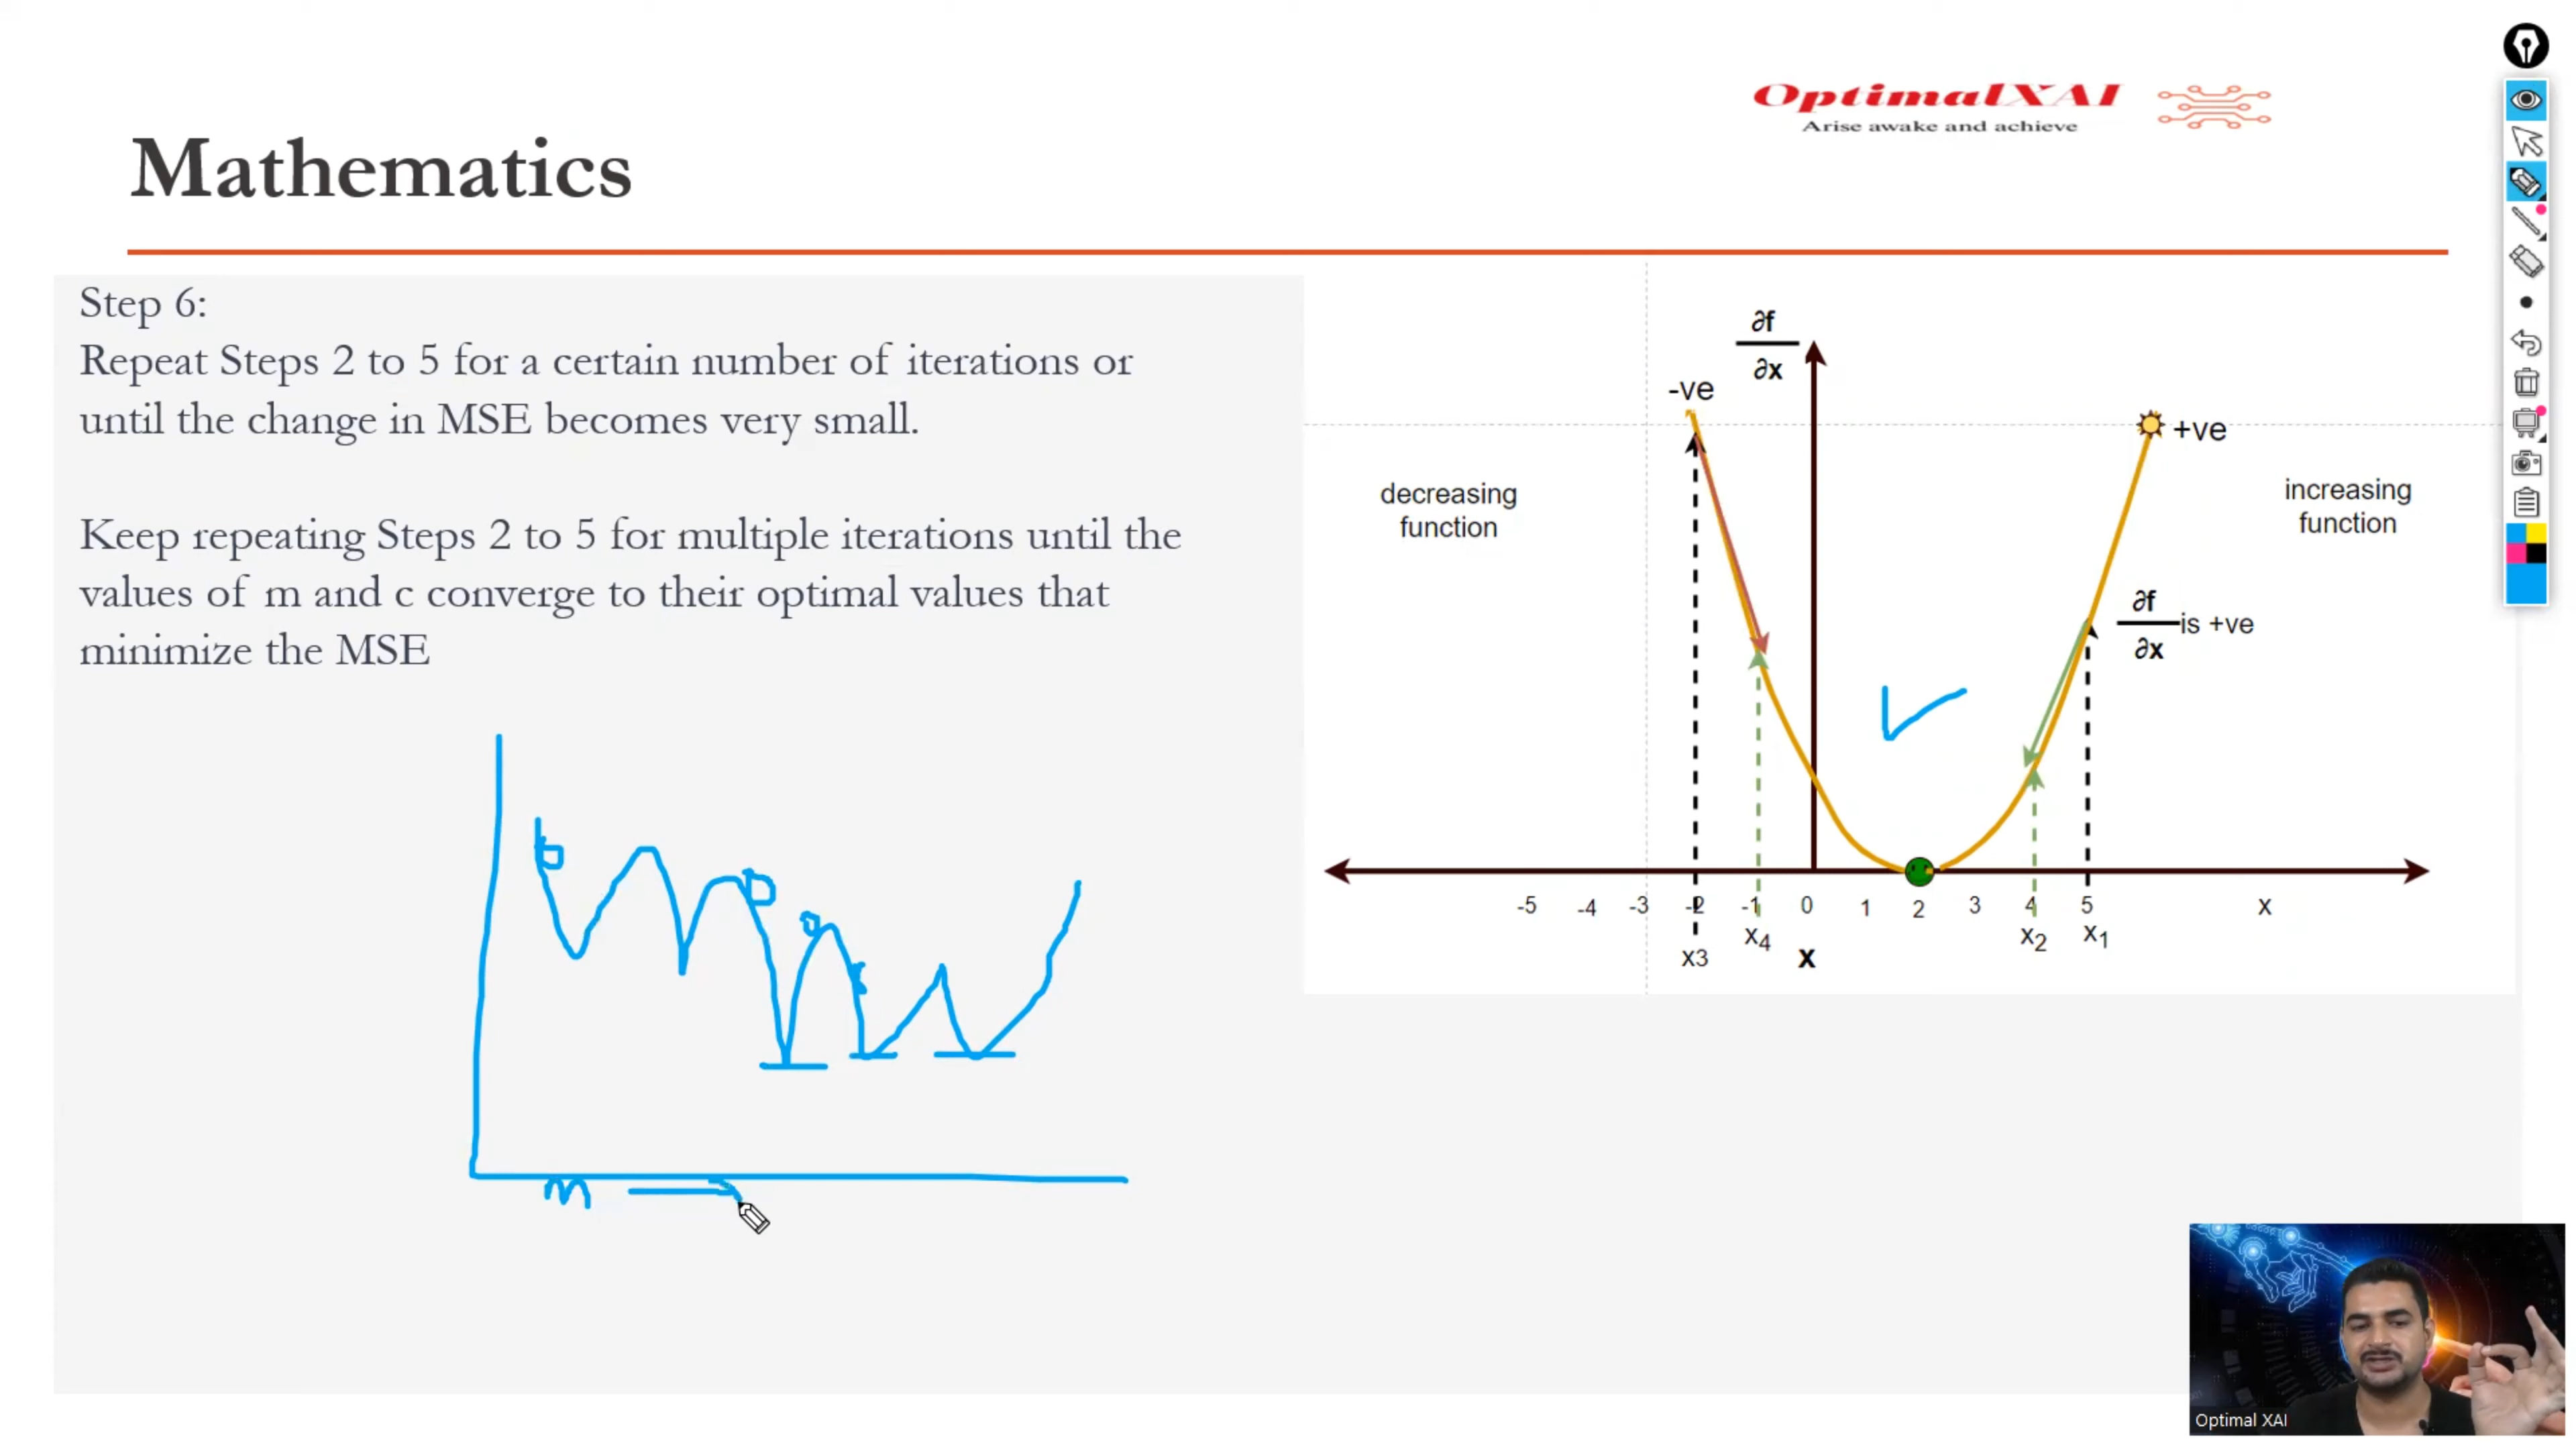 OptimalXAI
Arise awake and achieve
Mathematics
Step 6:
Repeat Steps 2 to 5 for a certain number of iterations or
until the change in MSE becomes very small.
Keep repeating Steps 2 to 5 for multiple iterations until the
values of m and c converge to their optimal values that
minimize the MSE
m
∂f
∂x
-ve
+ve
decreasing
function
increasing
function
∂f
∂x
is +ve
-5 -4 -3 -2 -1 0 1 2 3 4 5 x
x3 x4 x x2 x1
Optimal XAI